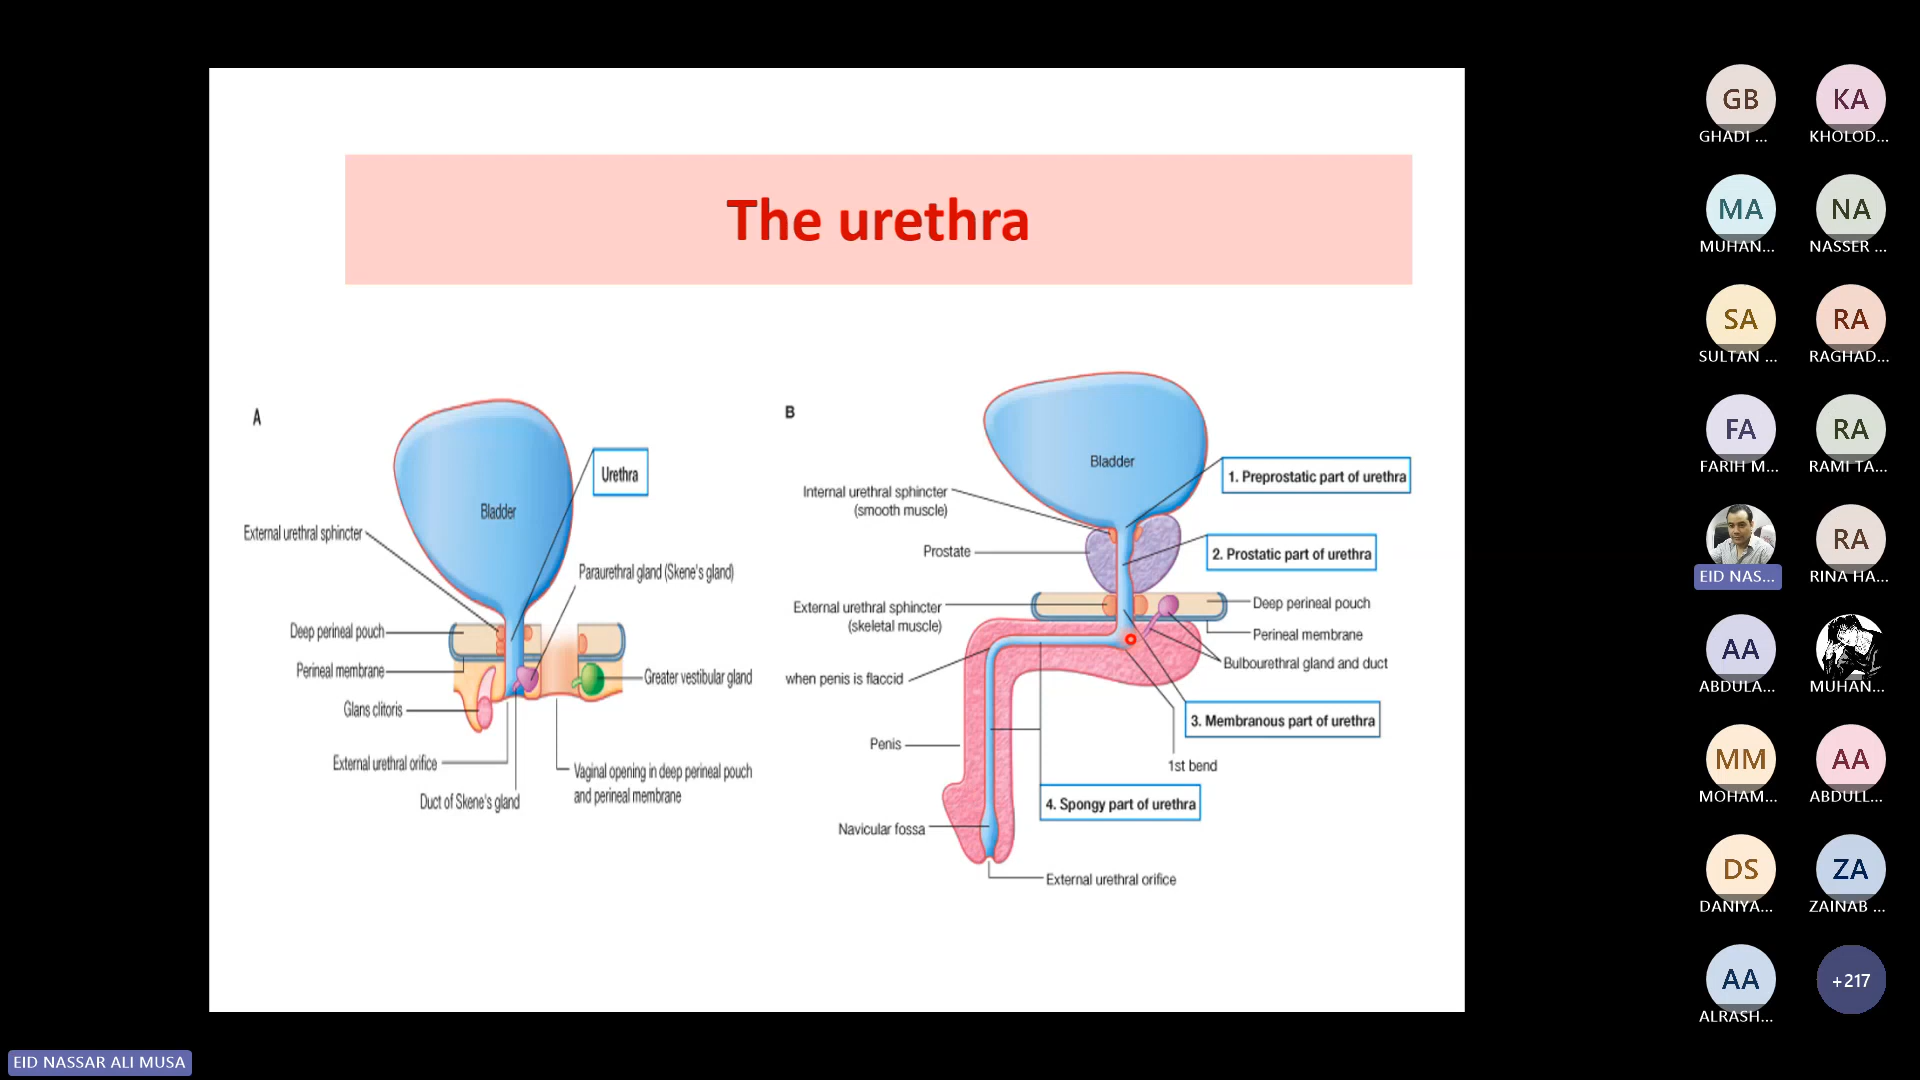 The urethra
A
Urethra
Bladder
External urethral sphincter
Paraurethral gland (Skene's gland)
Deep perineal pouch
Perineal membrane
Greater vestibular gland
Glans clitoris
External urethral orifice
Vaginal opening in deep perineal pouch
and perineal membrane
Duct of Skene's gland
B
Bladder
1. Preprostatic part of urethra
Internal urethral sphincter
(smooth muscle)
Prostate
2. Prostatic part of urethra
External urethral sphincter
(skeletal muscle)
Deep perineal pouch
Perineal membrane
Bulbourethral gland and duct
when penis is flaccid
3. Membranous part of urethra
Penis
1st bend
4. Spongy part of urethra
Navicular fossa
External urethral orifice
GB
GHADI ...
KA
KHOLOD...
MA
MUHAN...
NA
NASSER ...
SA
SULTAN ...
RA
RAGHAD...
FA
FARIH M...
RA
RAMI TA...
EID NAS...
RA
RINA HA...
AA
ABDULA...
MUHAN...
MM
MOHAM...
AA
ABDULL...
DS
DANIYA...
ZA
ZAINAB ...
AA
ALRASH...
+217
EID NASSAR ALI MUSA